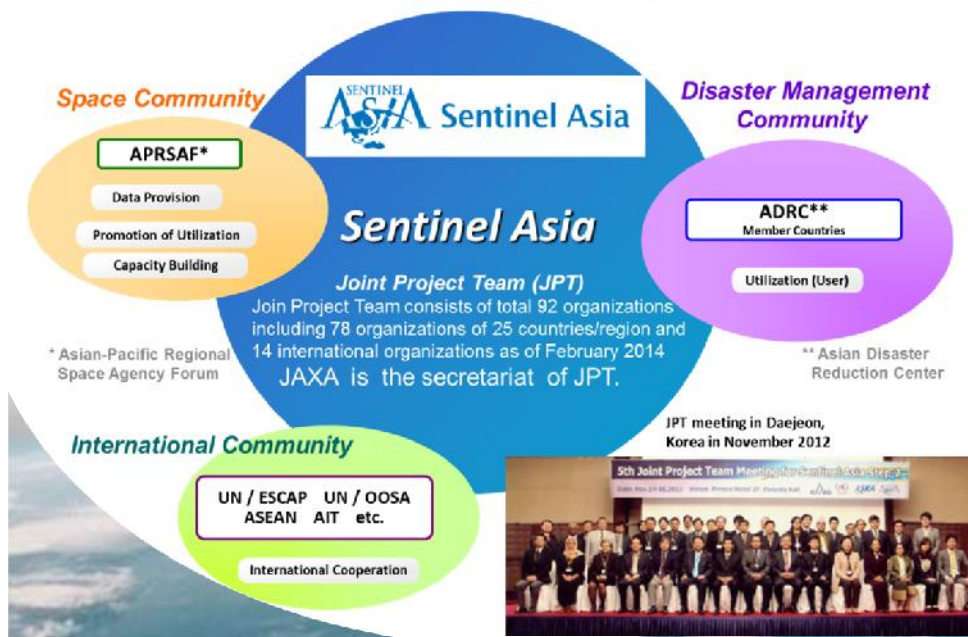 Space Community
APRSAF*
Data Provision
Promotion of Utilization
Capacity Building
* Asian-Pacific Regional
Space Agency Forum
SENTINEL
ASIA
Sentinel Asia
Sentinel Asia
Joint Project Team (JPT)
Join Project Team consists of total 92 organizations
including 78 organizations of 25 countries/region and
14 international organizations as of February 2014
JAXA is the secretariat of JPT.
Disaster Management
Community
ADRC**
Member Countries
Utilization (User)
** Asian Disaster
Reduction Center
International Community
UN / ESCAP UN / OOSA
ASEAN AIT etc.
International Cooperation
JPT meeting in Daejeon,
Korea in November 2012
5th Joint Project Team Meeting for Sentinel Asia Step